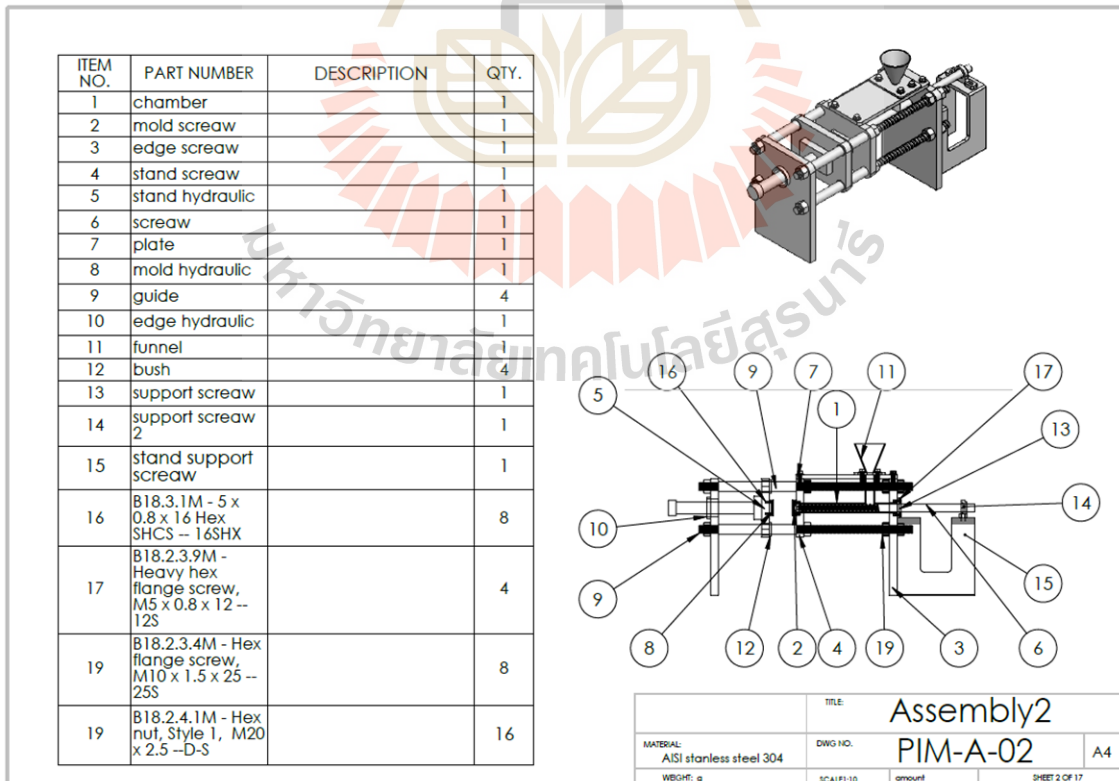 ITEM NO. PART NUMBER DESCRIPTION QTY.
1 chamber 1
2 mold screw 1
3 edge screw 1
4 stand screw 1
5 stand hydraulic 1
6 screaw 1
7 plate 1
8 mold hydraulic 1
9 guide 4
10 edge hydraulic 1
11 funnel 1
12 bush 4
13 support screw 1
14 support screw 2 1
15 stand support screaw 1
16 B18.3.1M - 5 x 0.8 x 16 Hex SHCS -- 16SHX 8
17 B18.2.3.9M - Heavy hex flange screw, M5 x 0.8 x 12 -- 12S 4
19 B18.2.3.4M - Hex flange screw, M10 x 1.5 x 25 -- 25S 8
19 B18.2.4.1M - Hex nut, Style 1, M20 x 2.5 --D-S 16
มหาวิทยาลัยเทคโนโลยีสุรนารี
16 9 7 11 17
5 1 13
10 14
9 15
8 12 2 4 19 3 6
TITLE: Assembly2
MATERIAL: AISI stanless steel 304
DWG NO. PIM-A-02 A4
WEIGHT: g SCALE1:10 amount SHEET 2 OF 17